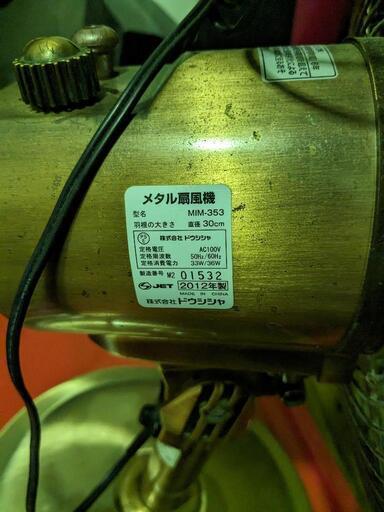 メタル扇風機
型名 MIM-353
羽根の大きさ 直径 30cm
株式会社 ドウシシャ
定格電圧 AC100V
定格周波数 50Hz/60Hz
定格消費電力 33W/36W
製造番号 M2 01532
JET 2012年製
MADE IN CHINA
株式会社 ドウシシャ